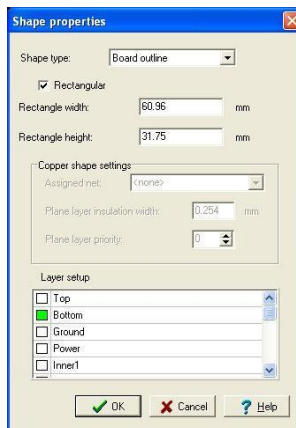 Shape properties
Shape type: Board outline
Rectangular
Rectangle width: 60.96 mm
Rectangle height: 31.75 mm
Copper shape settings
Assigned net: <none>
Plane layer insulation width: 0.254 mm
Plane layer priority: 0
Layer setup
Top
Bottom
Ground
Power
Inner1
OK Cancel Help